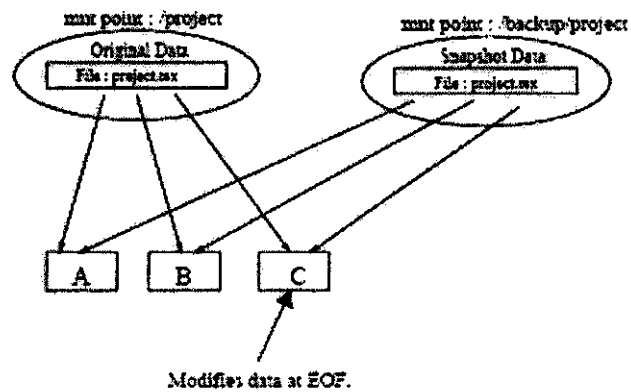 mnt point : /project
mnt point : /backup/project
Original Data
Snapshot Data
File : project.tex
File : project.tex
A
B
C
Modifies data at EOF.